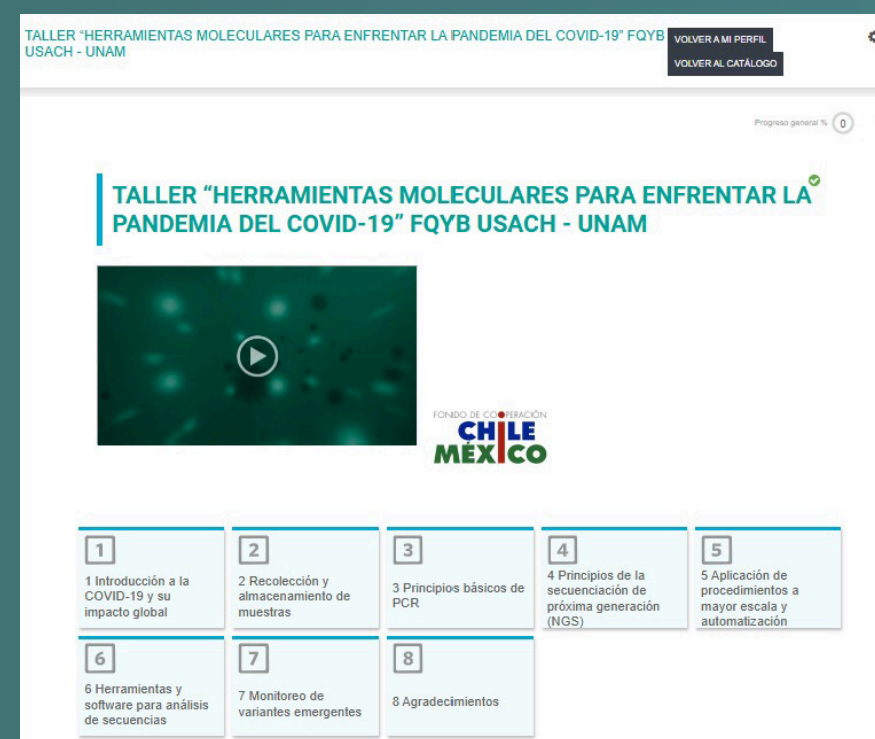 TALLER “HERRAMIENTAS MOLECULARES PARA ENFRENTAR LA PANDEMIA DEL COVID-19” FQYB
USACH - UNAM
VOLVER A MI PERFIL
VOLVER AL CATÁLOGO
Progreso general % 0
TALLER “HERRAMIENTAS MOLECULARES PARA ENFRENTAR LA
PANDEMIA DEL COVID-19” FQYB USACH - UNAM
FONDO DE COOPERACIÓN
CHILE
MÉXICO
1
1 Introducción a la
COVID-19 y su
impacto global
2
2 Recolección y
almacenamiento de
muestras
3
3 Principios básicos de
PCR
4
4 Principios de la
secuenciación de
próxima generación
(NGS)
5
5 Aplicación de
procedimientos a
mayor escala y
automatización
6
6 Herramientas y
software para análisis
de secuencias
7
7 Monitoreo de
variantes emergentes
8
8 Agradecimientos